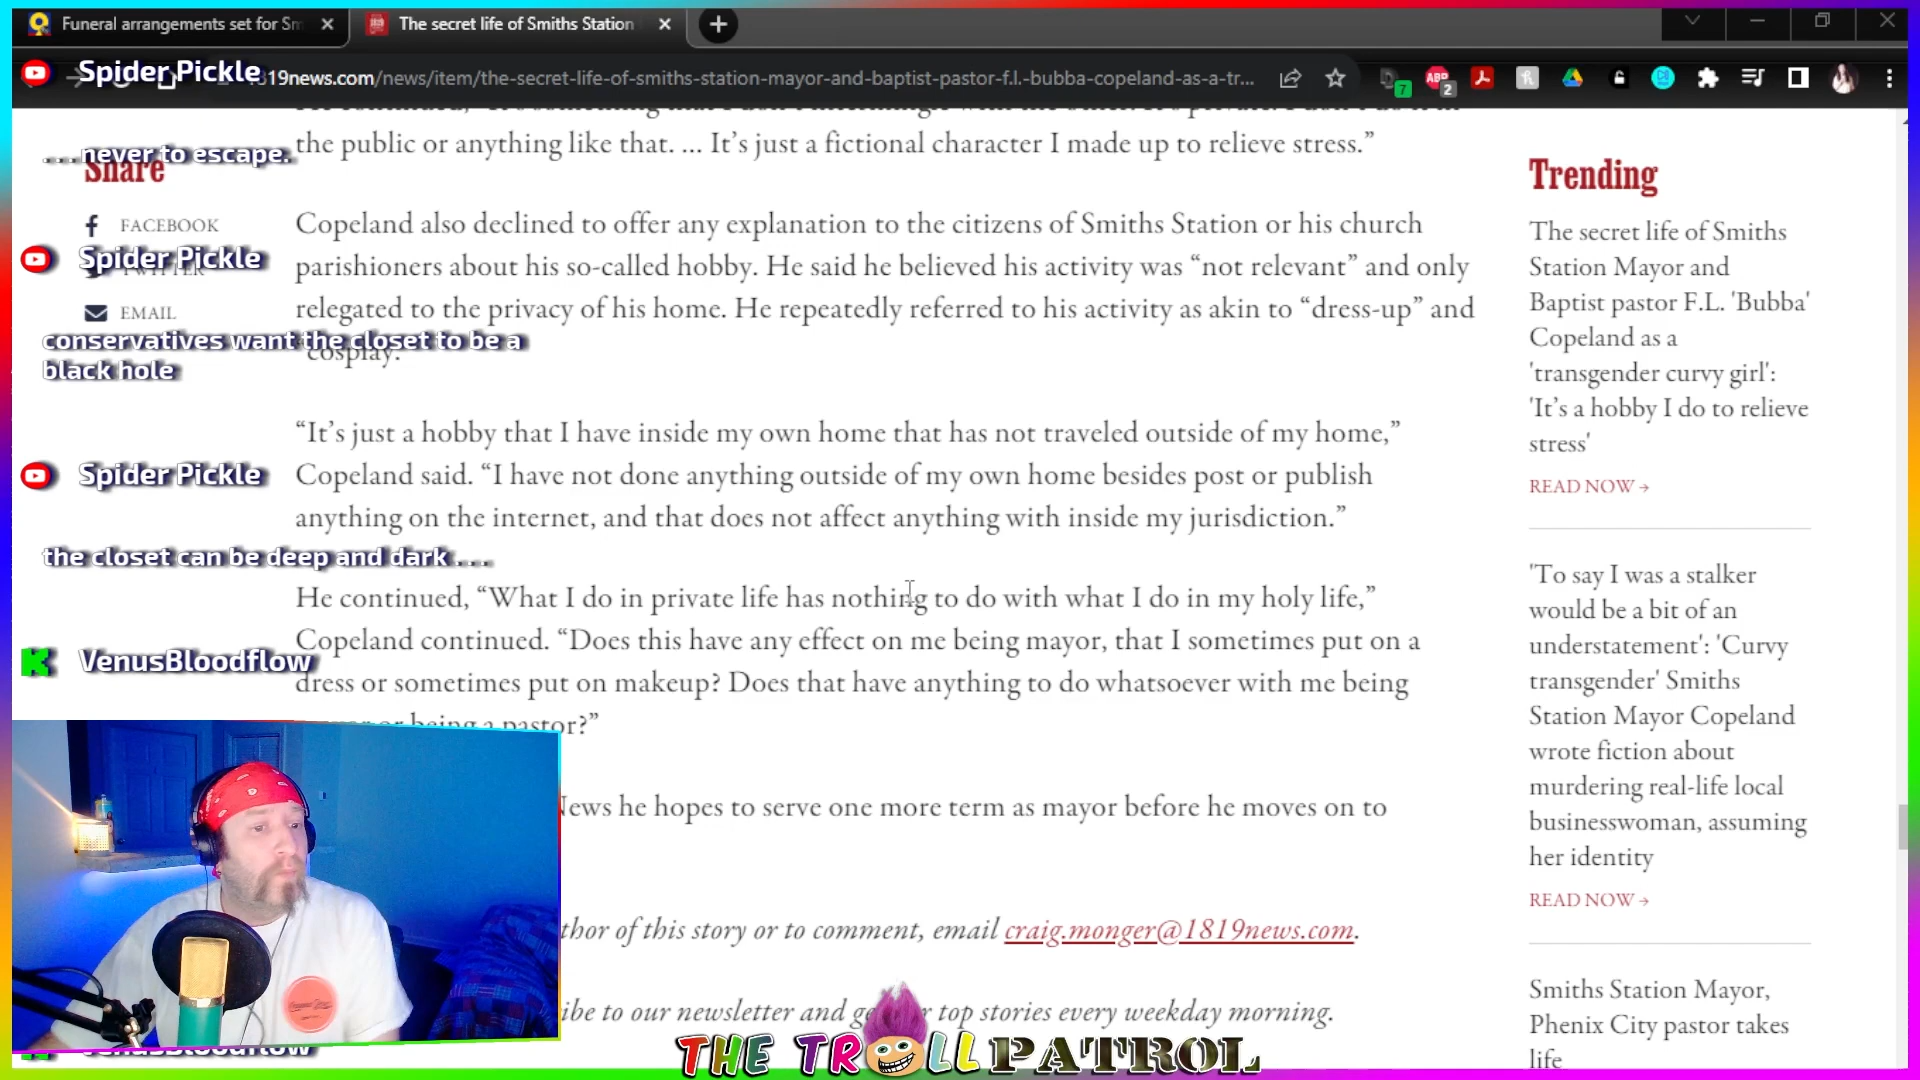 Funeral arrangements set for Sm
The secret life of Smiths Station
Spider Pickle
319news.com/news/item/the-secret-life-of-smiths-station-mayor-and-baptist-pastor-f.l.-bubba-copeland-as-a-tr...
7
ABP
2
... never to escape.
Share
FACEBOOK
Spider Pickle
TWITTER
EMAIL
conservatives want the closet to be a
black hole
Spider Pickle
the closet can be deep and dark ...
VenusBloodflow
the public or anything like that. ... It's just a fictional character I made up to relieve stress.”
Copeland also declined to offer any explanation to the citizens of Smiths Station or his church
parishioners about his so-called hobby. He said he believed his activity was “not relevant” and only
relegated to the privacy of his home. He repeatedly referred to his activity as akin to “dress-up” and
“cosplay.”
“It's just a hobby that I have inside my own home that has not traveled outside of my home,”
Copeland said. “I have not done anything outside of my own home besides post or publish
anything on the internet, and that does not affect anything with inside my jurisdiction.”
He continued, “What I do in private life has nothing to do with what I do in my holy life,”
Copeland continued. “Does this have any effect on me being mayor, that I sometimes put on a
dress or sometimes put on makeup? Does that have anything to do whatsoever with me being
or being a pastor?”
News he hopes to serve one more term as mayor before he moves on to
thor of this story or to comment, email craig.monger@1819news.com.
ibe to our newsletter and get our top stories every weekday morning.
VenusBloodflow
THE TROLL PATROL
Trending
The secret life of Smiths
Station Mayor and
Baptist pastor F.L. 'Bubba'
Copeland as a
'transgender curvy girl':
'It's a hobby I do to relieve
stress'
READ NOW →
'To say I was a stalker
would be a bit of an
understatement': 'Curvy
transgender' Smiths
Station Mayor Copeland
wrote fiction about
murdering real-life local
businesswoman, assuming
her identity
READ NOW →
Smiths Station Mayor,
Phenix City pastor takes
life